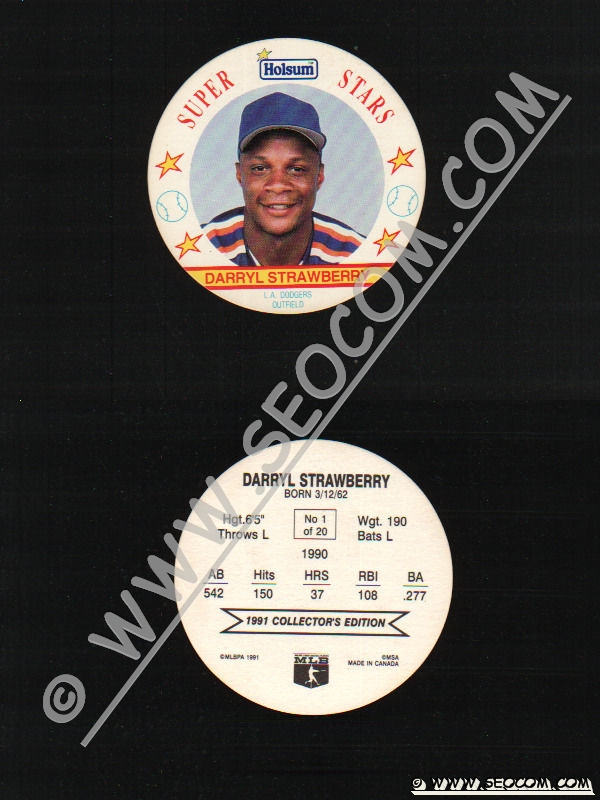 Holsum
SUPER STARS
DARRYL STRAWBERRY
L.A. DODGERS
OUTFIELD
© WWW.SEOCOM.COM
DARRYL STRAWBERRY
BORN 3/12/62
Hgt.6'5" No 1 Wgt. 190
Throws L of 20 Bats L
1990
AB Hits HRS RBI BA
542 150 37 108 .277
1991 COLLECTOR'S EDITION
©MLBPA 1991 MLB ©MSA
MADE IN CANADA
© WWW.SEOCOM.COM